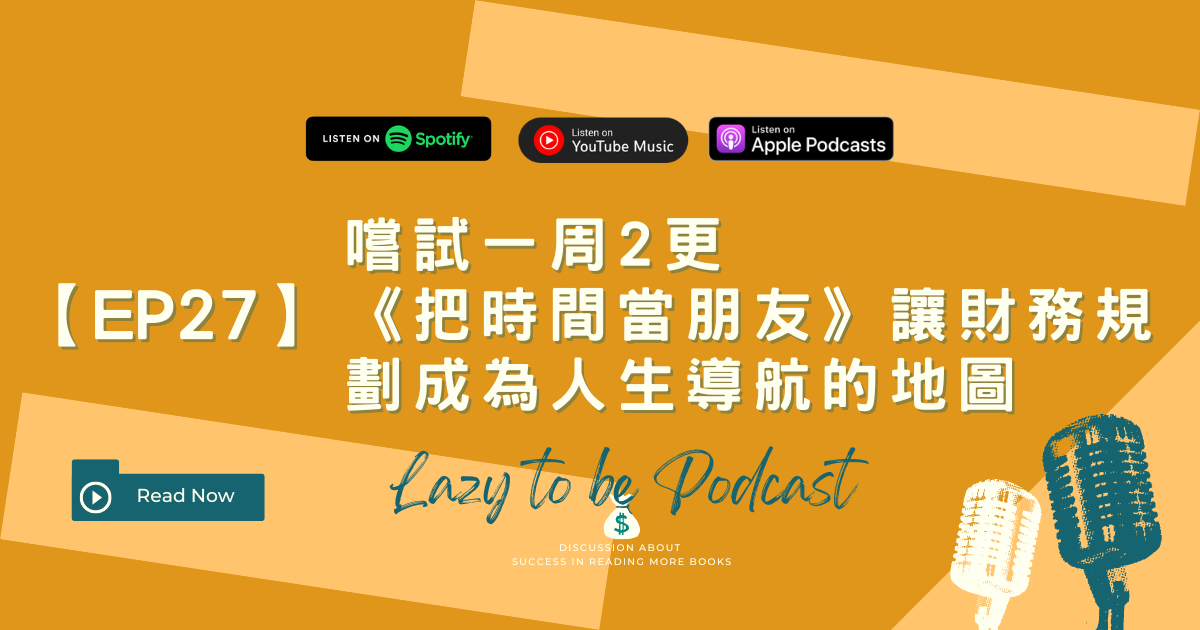 LISTEN ON Spotify
Listen on
YouTube Music
Listen on
Apple Podcasts
【EP27】
嚐試一周2更
《把時間當朋友》讓財務規
劃成為人生導航的地圖
Read Now
Lazy to be Podcast
$
DISCUSSION ABOUT
SUCCESS IN READING MORE BOOKS